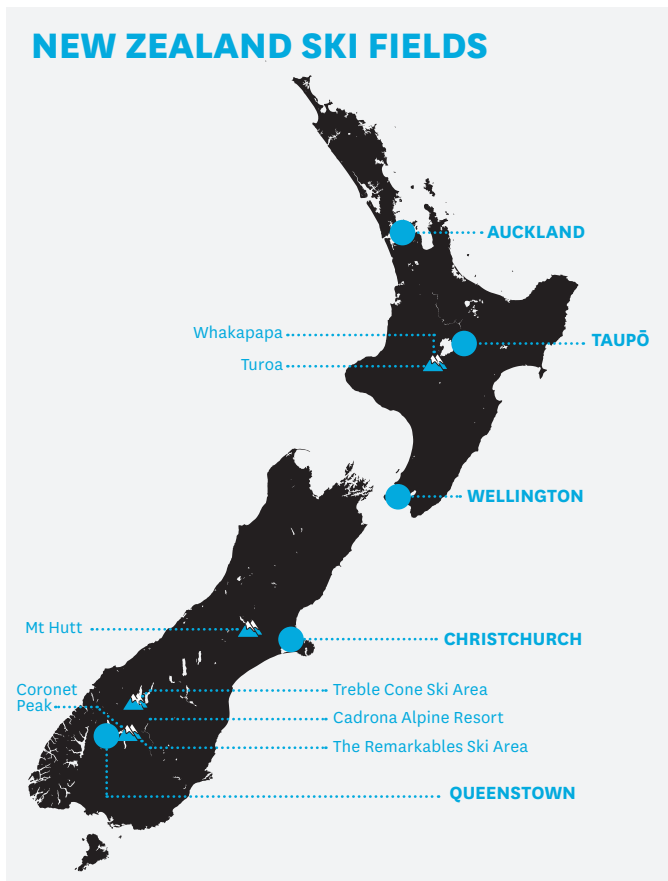 NEW ZEALAND SKI FIELDS
AUCKLAND
Whakapapa
TAUPŌ
Turoa
WELLINGTON
Mt Hutt
CHRISTCHURCH
Coronet
Peak
Treble Cone Ski Area
Cadrona Alpine Resort
The Remarkables Ski Area
QUEENSTOWN